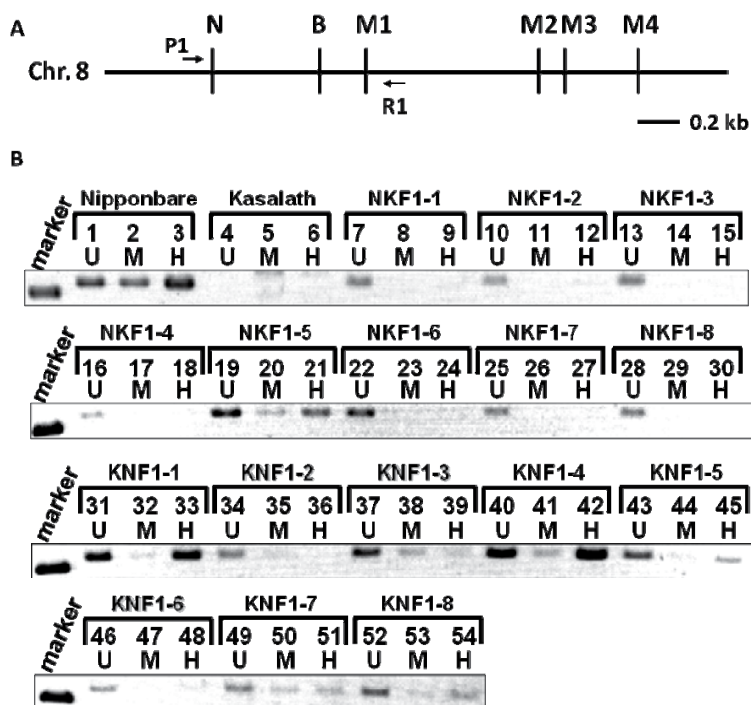 A
N B M1 M2 M3 M4
P1
Chr. 8
R1
0.2 kb
B
marker Nipponbare Kasalath NKF1-1 NKF1-2 NKF1-3
1 2 3 4 5 6 7 8 9 10 11 12 13 14 15
U M H U M H U M H U M H U M H
marker NKF1-4 NKF1-5 NKF1-6 NKF1-7 NKF1-8
16 17 18 19 20 21 22 23 24 25 26 27 28 29 30
U M H U M H U M H U M H U M H
marker KNF1-1 KNF1-2 KNF1-3 KNF1-4 KNF1-5
31 32 33 34 35 36 37 38 39 40 41 42 43 44 45
U M H U M H U M H U M H U M H
marker KNF1-6 KNF1-7 KNF1-8
46 47 48 49 50 51 52 53 54
U M H U M H U M H